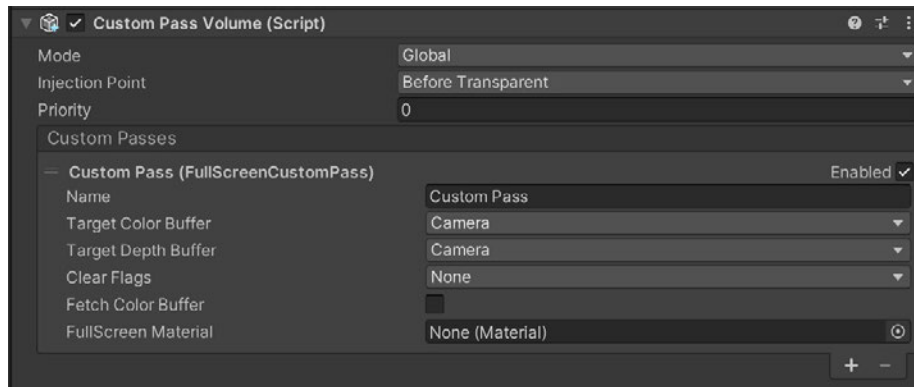 Custom Pass Volume (Script)
Mode Global
Injection Point Before Transparent
Priority 0
Custom Passes
Custom Pass (FullScreenCustomPass) Enabled
Name Custom Pass
Target Color Buffer Camera
Target Depth Buffer Camera
Clear Flags None
Fetch Color Buffer
FullScreen Material None (Material)